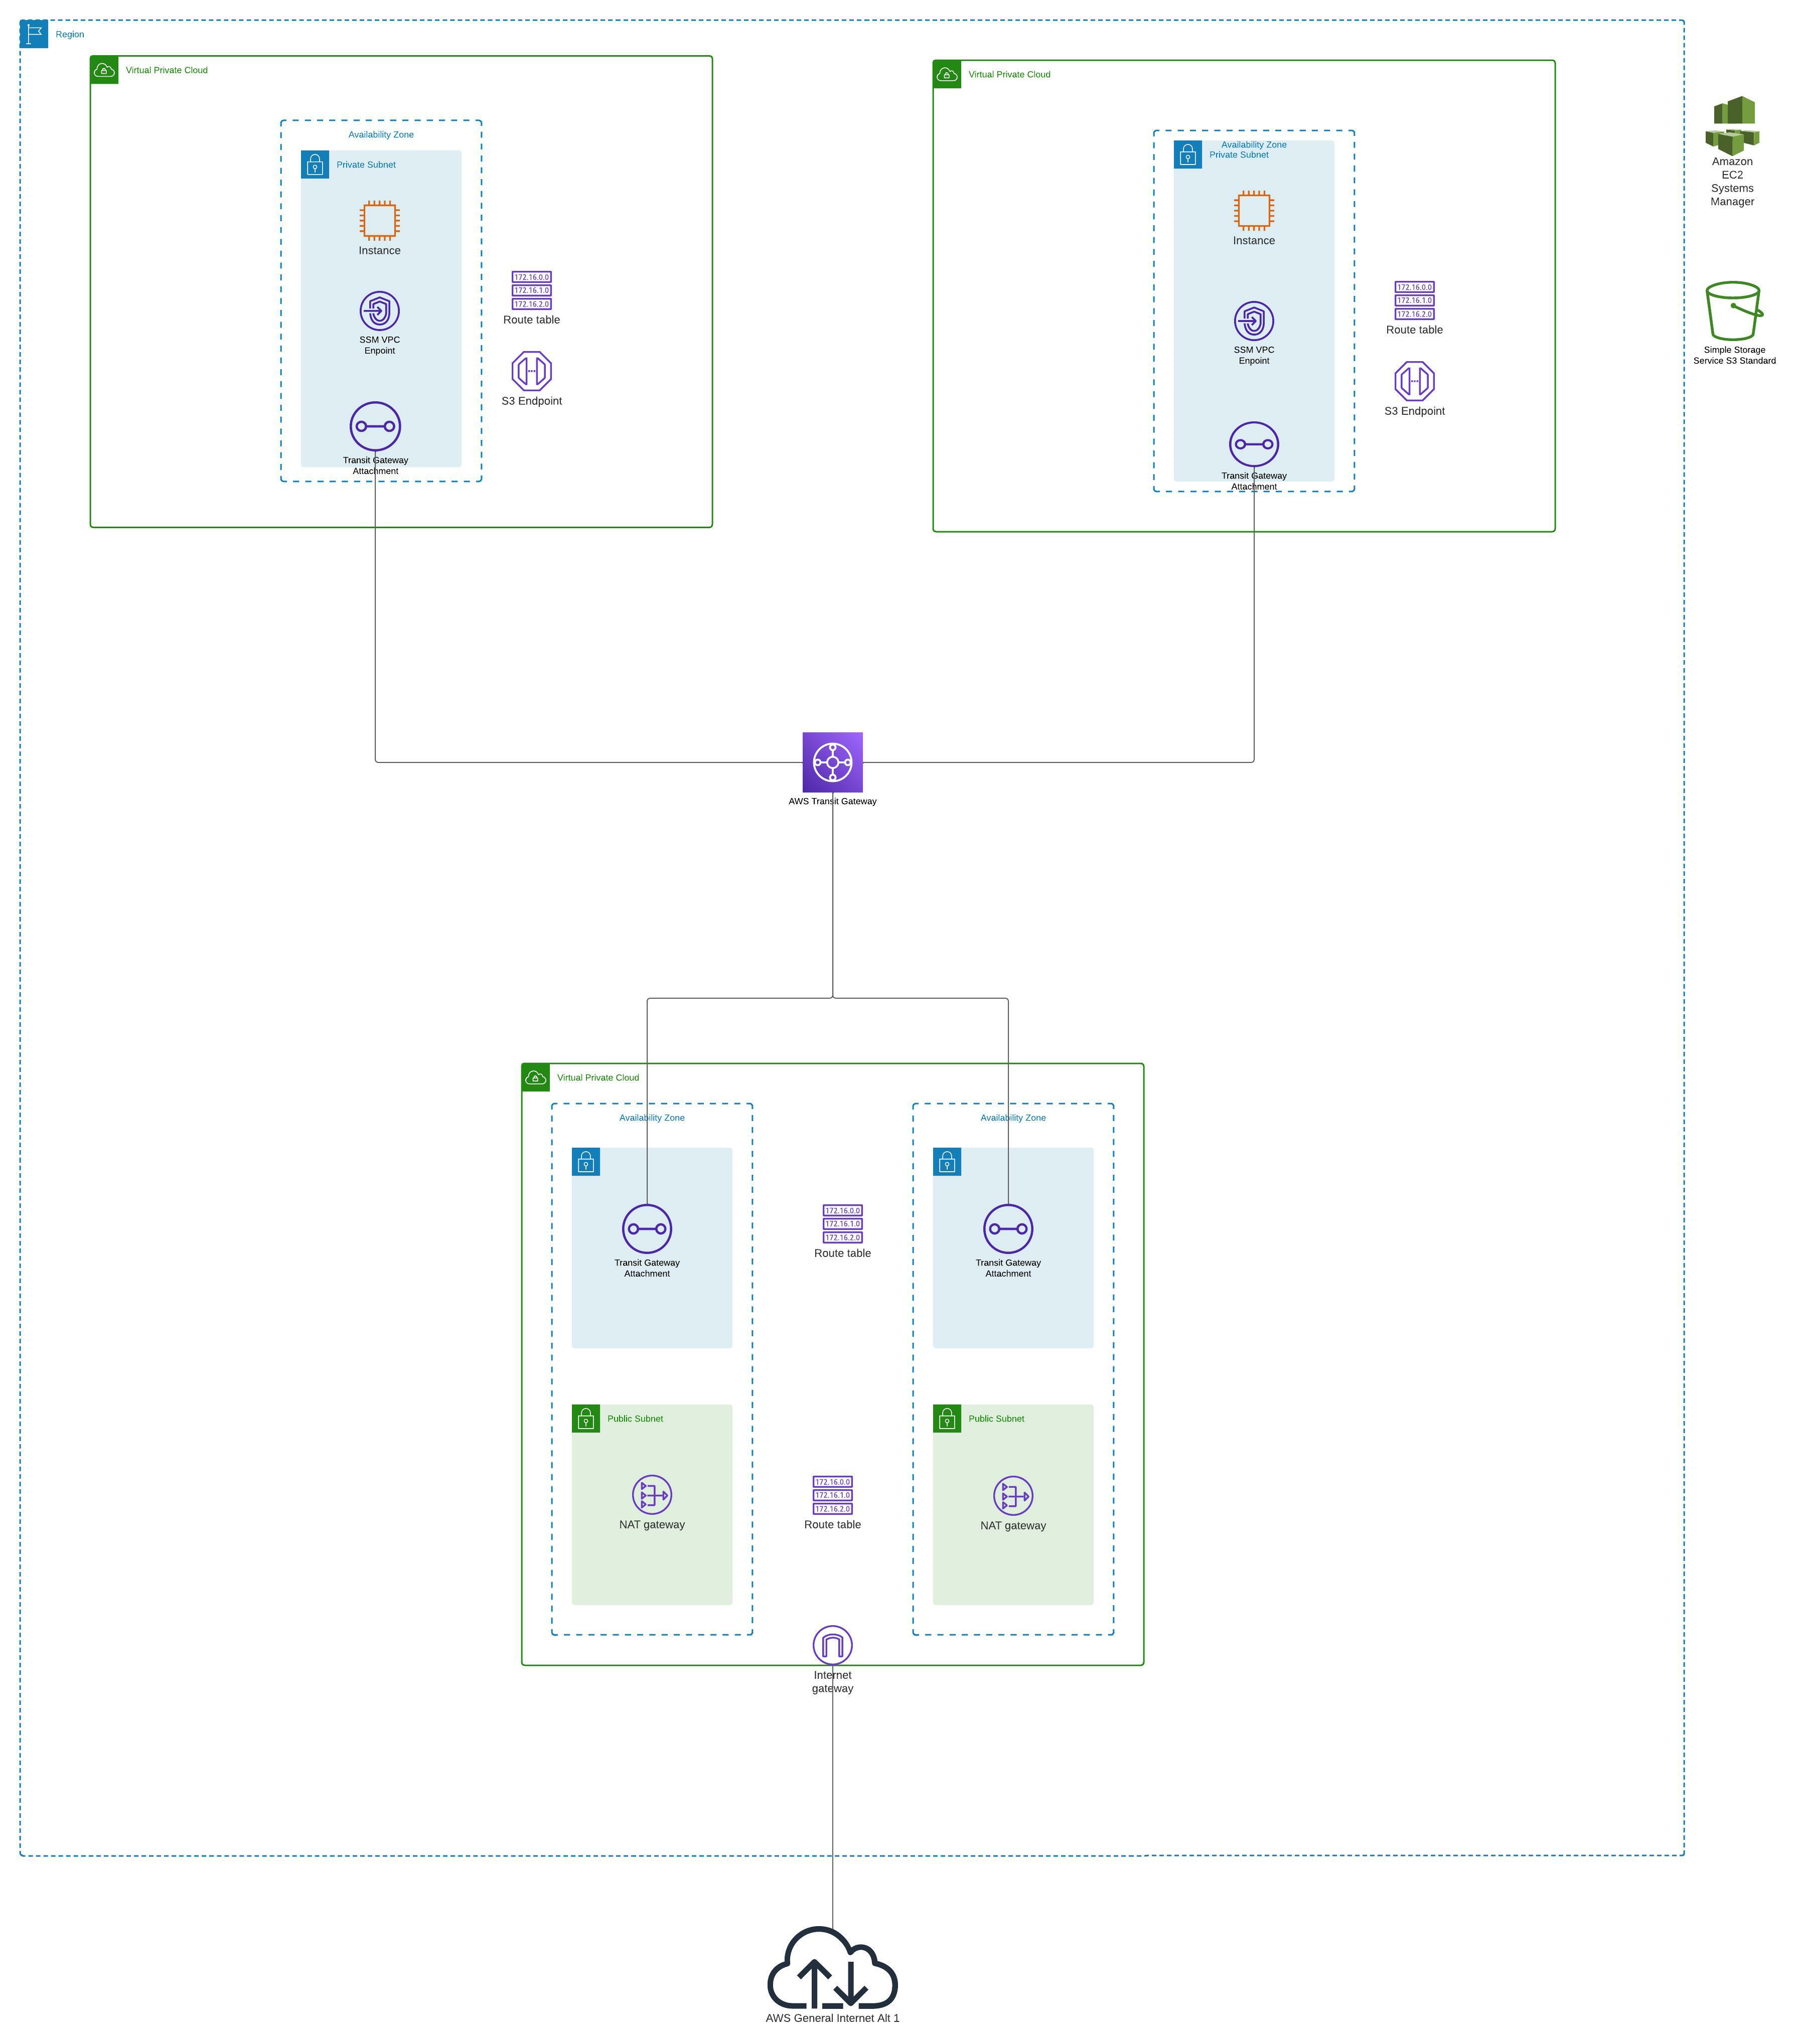 Region
Virtual Private Cloud
Availability Zone
Private Subnet
Instance
SSM VPC
Enpoint
Transit Gateway
Attachment
172.16.0.0
172.16.1.0
172.16.2.0
Route table
S3 Endpoint
Virtual Private Cloud
Availability Zone
Private Subnet
Instance
SSM VPC
Enpoint
Transit Gateway
Attachment
172.16.0.0
172.16.1.0
172.16.2.0
Route table
S3 Endpoint
Amazon
EC2
Systems
Manager
Simple Storage
Service S3 Standard
AWS Transit Gateway
Virtual Private Cloud
Availability Zone
Transit Gateway
Attachment
172.16.0.0
172.16.1.0
172.16.2.0
Route table
Availability Zone
Transit Gateway
Attachment
Public Subnet
NAT gateway
172.16.0.0
172.16.1.0
172.16.2.0
Route table
Public Subnet
NAT gateway
Internet
gateway
AWS General Internet Alt 1